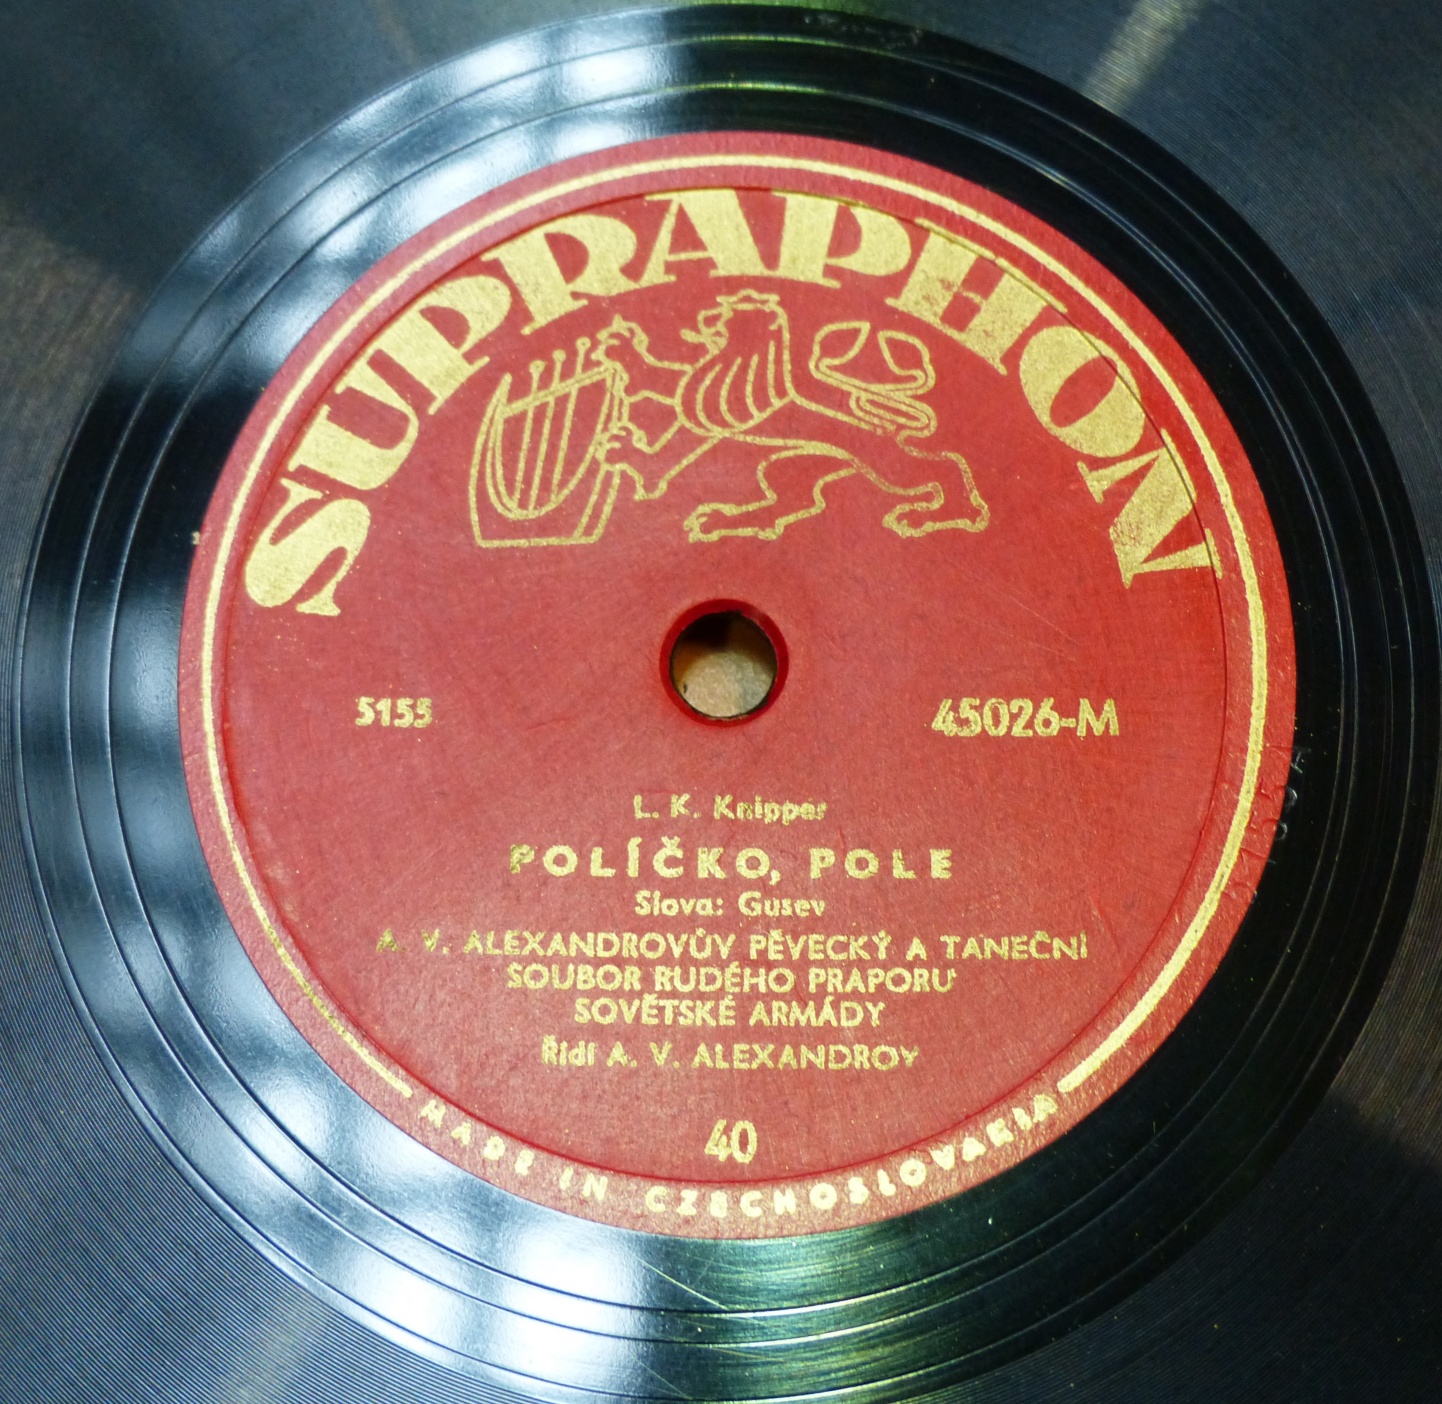 SUPRAPHON
5155
45026-M
L. K. Knipper
POLÍČKO, POLE
Slova: Gusev
A. V. ALEXANDROVŮV PĚVECKÝ A TANEČNÍ
SOUBOR RUDÉHO PRAPORU
SOVĚTSKÉ ARMÁDY
Řídí A. V. ALEXANDROV
40
MADE IN CZECHOSLOVAKIA